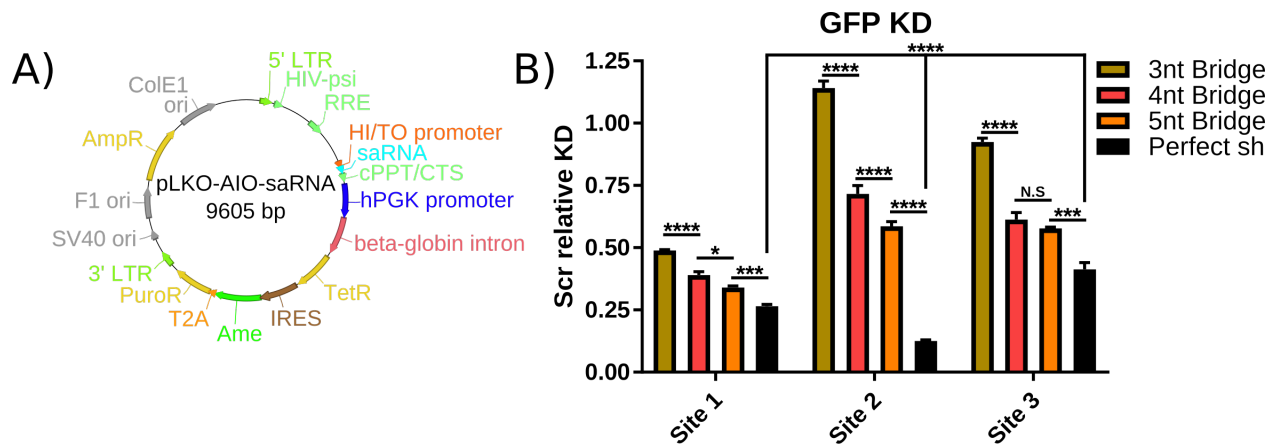 A)
5' LTR
HIV-psi
RRE
HI/TO promoter
saRNA
cPPT/CTS
hPGK promoter
beta-globin intron
TetR
IRES
Ame
T2A
PuroR
3' LTR
SV40 ori
F1 ori
AmpR
ColE1
ori
pLKO-AIO-saRNA
9605 bp
B)
GFP KD
Scr relative KD
1.25
1.00
0.75
0.50
0.25
0.00
****
****
*
***
****
****
****
****
N.S
***
Site 1
Site 2
Site 3
3nt Bridge
4nt Bridge
5nt Bridge
Perfect sh